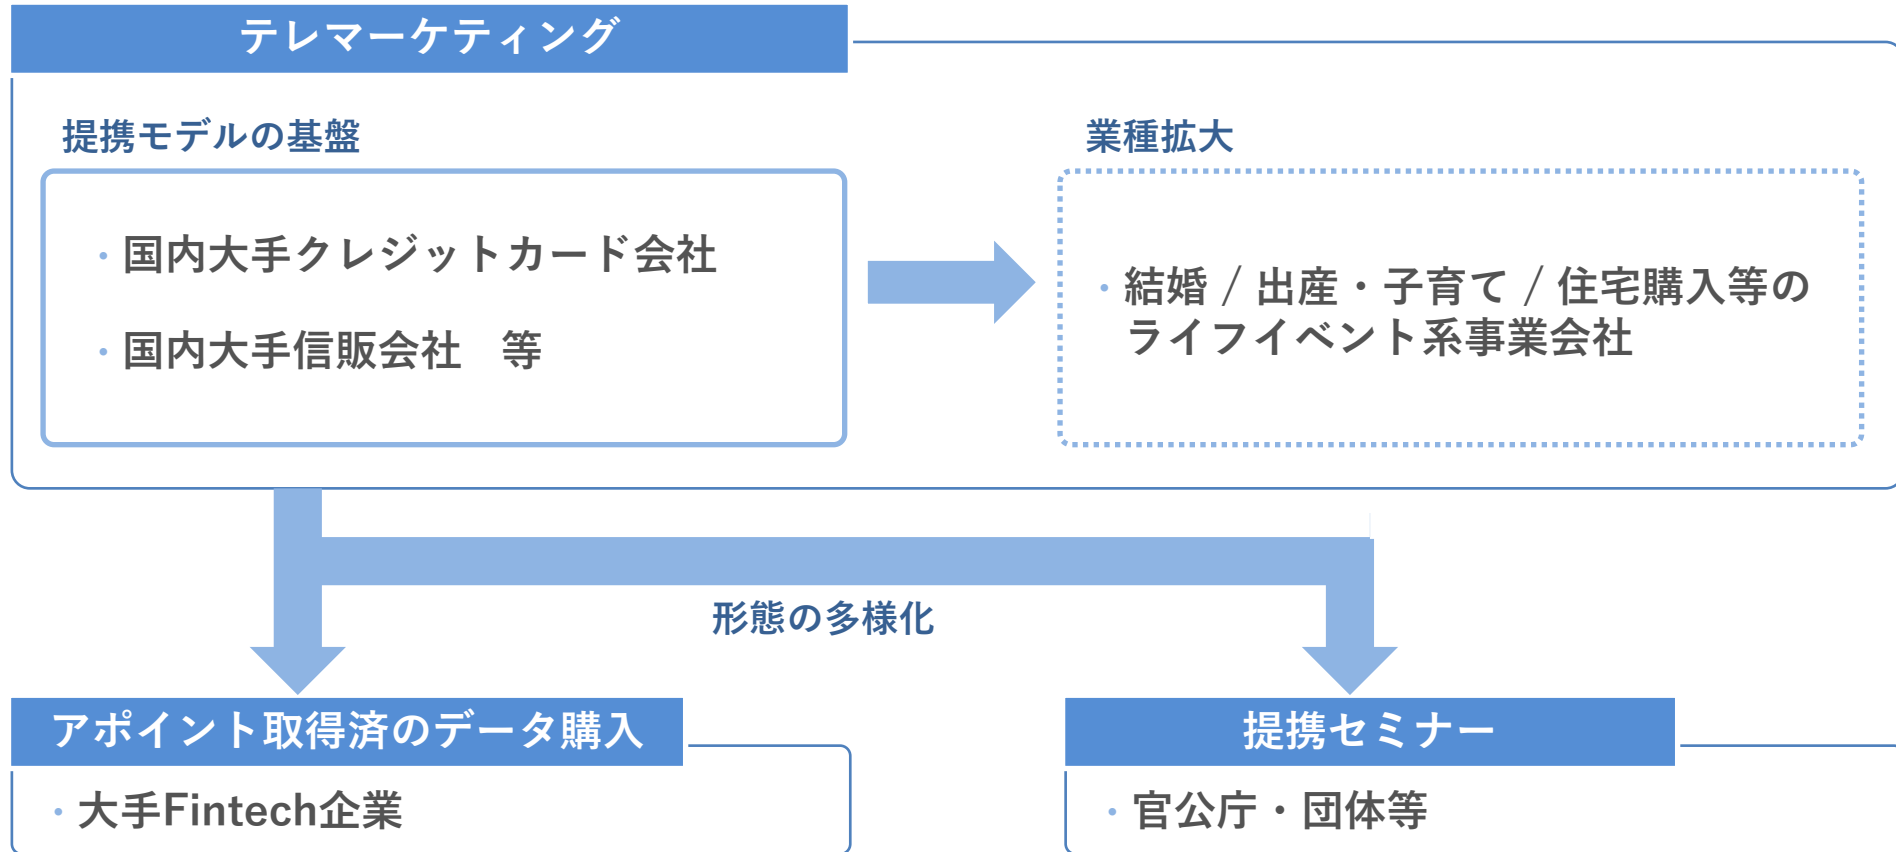 テレマーケティング
提携モデルの基盤
・国内大手クレジットカード会社
・国内大手信販会社　等
業種拡大
・結婚 / 出産・子育て / 住宅購入等の
ライフイベント系事業会社
形態の多様化
アポイント取得済のデータ購入
・大手Fintech企業
提携セミナー
・官公庁・団体等